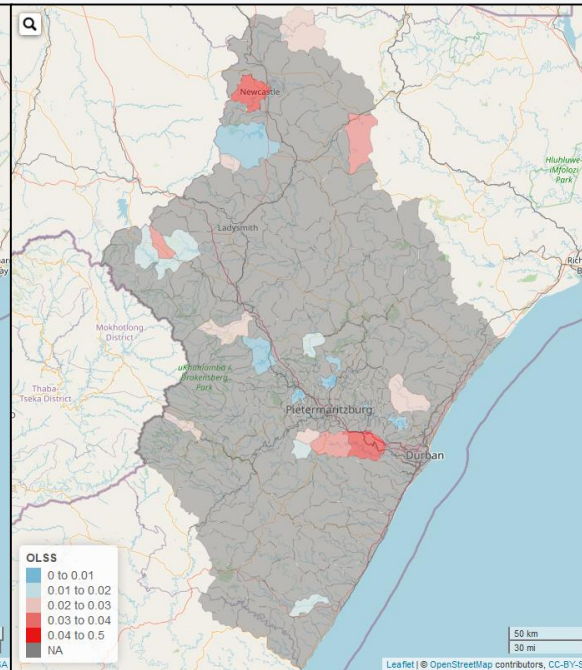 Newcastle
Hluhluwe
iMfolozi
Park
Ladysmith
Mokhotlong
District
uKhahlamba /
Drakensberg
Park
Thaba-
Tseka District
Pietermaritzburg
Durban
OLSS
0 to 0.01
0.01 to 0.02
0.02 to 0.03
0.03 to 0.04
0.04 to 0.5
NA
50 km
30 mi
Leaflet | © OpenStreetMap contributors, CC-BY-S